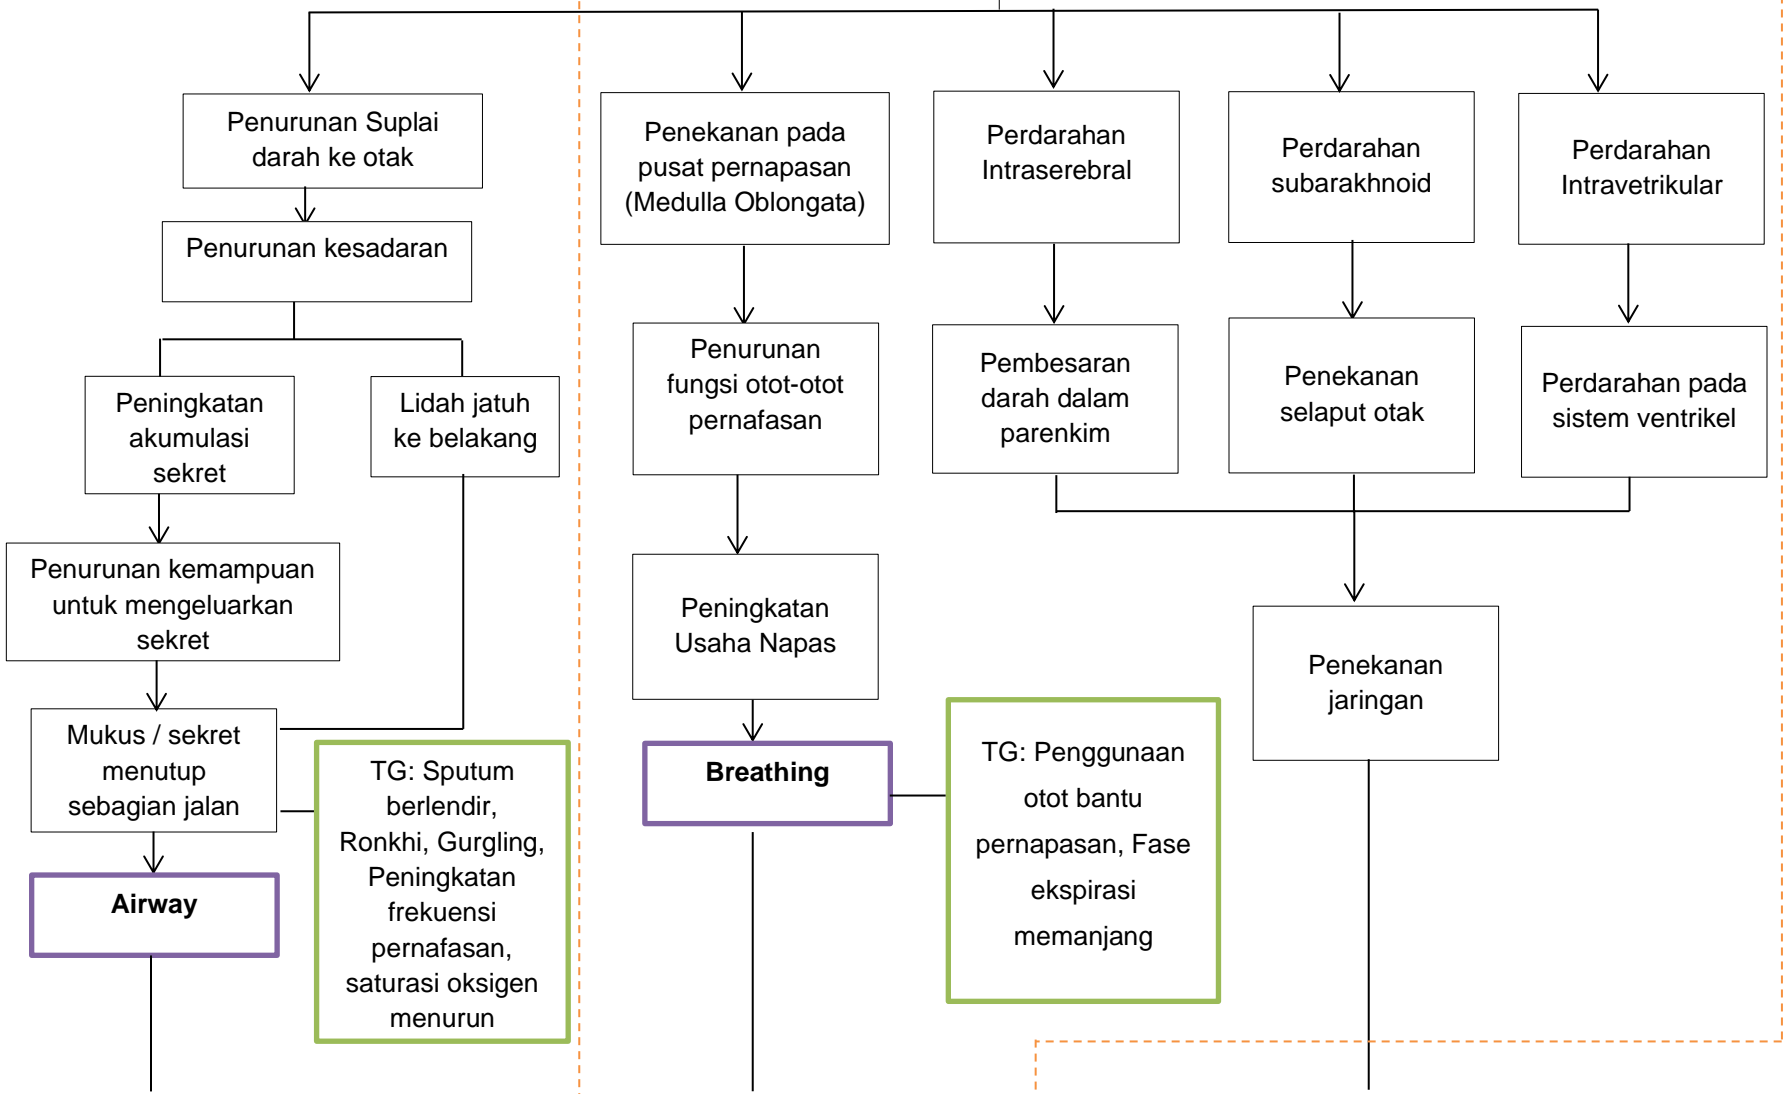 Penurunan Suplai
darah ke otak
Penekanan pada
pusat pernapasan
(Medulla Oblongata)
Perdarahan
Intraserebral
Perdarahan
subarakhnoid
Perdarahan
Intravetrikular
Penurunan kesadaran
Peningkatan
akumulasi
sekret
Lidah jatuh
ke belakang
Penurunan
fungsi otot-otot
pernafasan
Pembesaran
darah dalam
parenkim
Penekanan
selaput otak
Perdarahan pada
sistem ventrikel
Penurunan kemampuan
untuk mengeluarkan
sekret
Peningkatan
Usaha Napas
Penekanan
jaringan
Mukus / sekret
menutup
sebagian jalan
TG: Sputum
berlendir,
Ronkhi, Gurgling,
Peningkatan
frekuensi
pernafasan,
saturasi oksigen
menurun
Breathing
TG: Penggunaan
otot bantu
pernapasan, Fase
ekspirasi
memanjang
Airway